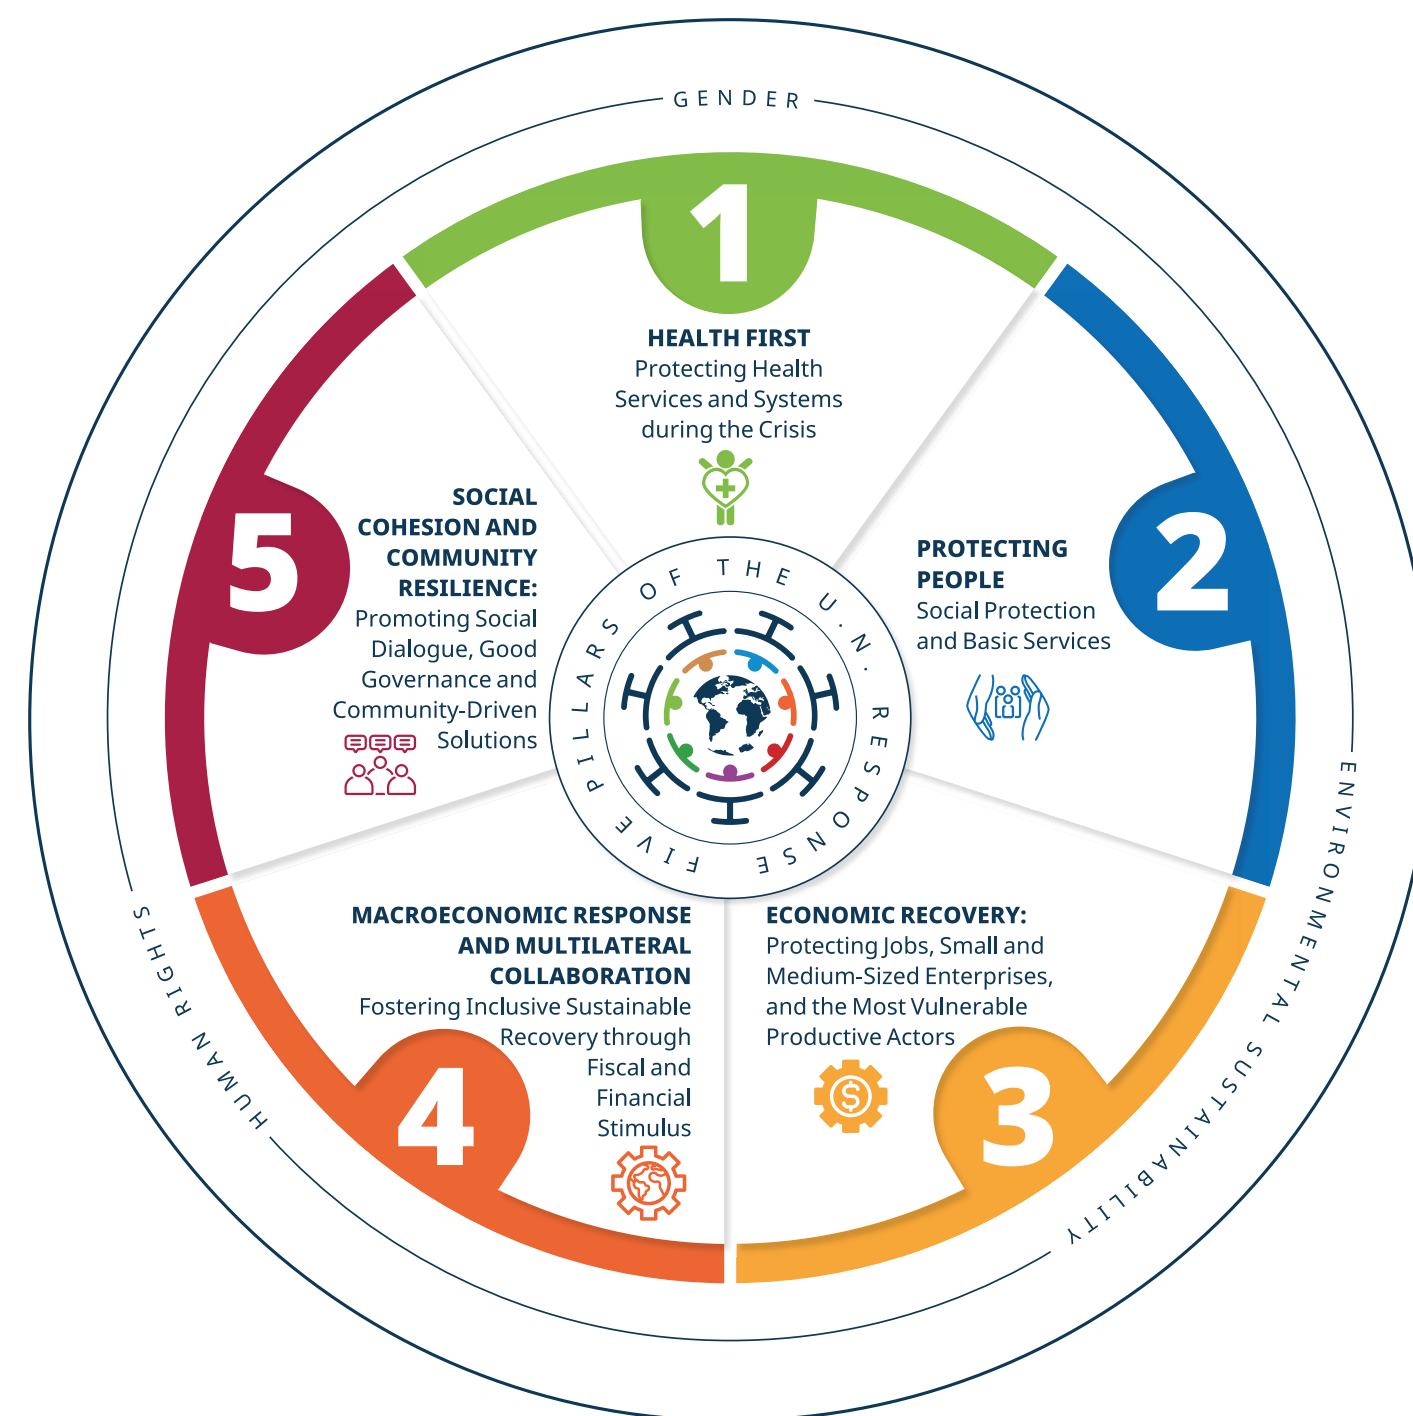 GENDER
ENVIRONMENTAL SUSTAINABILITY
HUMAN RIGHTS
FIVE PILLARS OF THE U.N. RESPONSE
1
HEALTH FIRST
Protecting Health
Services and Systems
during the Crisis
2
PROTECTING
PEOPLE
Social Protection
and Basic Services
3
ECONOMIC RECOVERY:
Protecting Jobs, Small and
Medium-Sized Enterprises,
and the Most Vulnerable
Productive Actors
$
4
MACROECONOMIC RESPONSE
AND MULTILATERAL
COLLABORATION
Fostering Inclusive Sustainable
Recovery through
Fiscal and
Financial
Stimulus
5
SOCIAL
COHESION AND
COMMUNITY
RESILIENCE:
Promoting Social
Dialogue, Good
Governance and
Community-Driven
Solutions